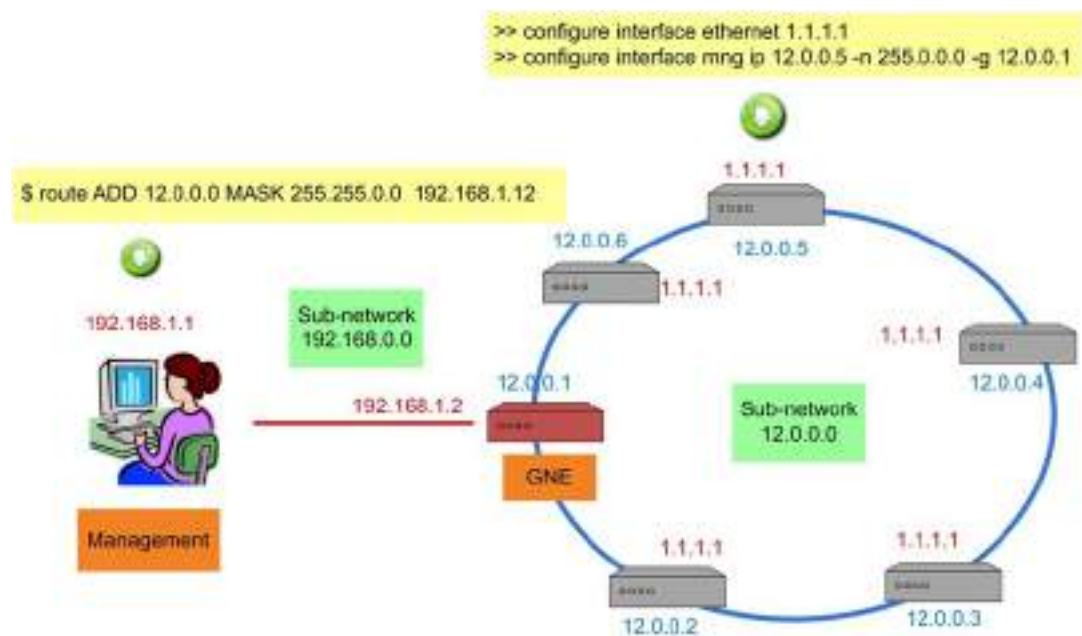 >> configure interface ethernet 1.1.1.1
>> configure interface mng ip 12.0.0.5 -n 255.0.0.0 -g 12.0.0.1
$ route ADD 12.0.0.0 MASK 255.255.0.0 192.168.1.12
1.1.1.1
12.0.0.5
12.0.0.6
1.1.1.1
192.168.1.1
Sub-network
192.168.0.0
1.1.1.1
12.0.0.4
12.0.0.1
192.168.1.2
Sub-network
12.0.0.0
GNE
Management
1.1.1.1
12.0.0.2
1.1.1.1
12.0.0.3